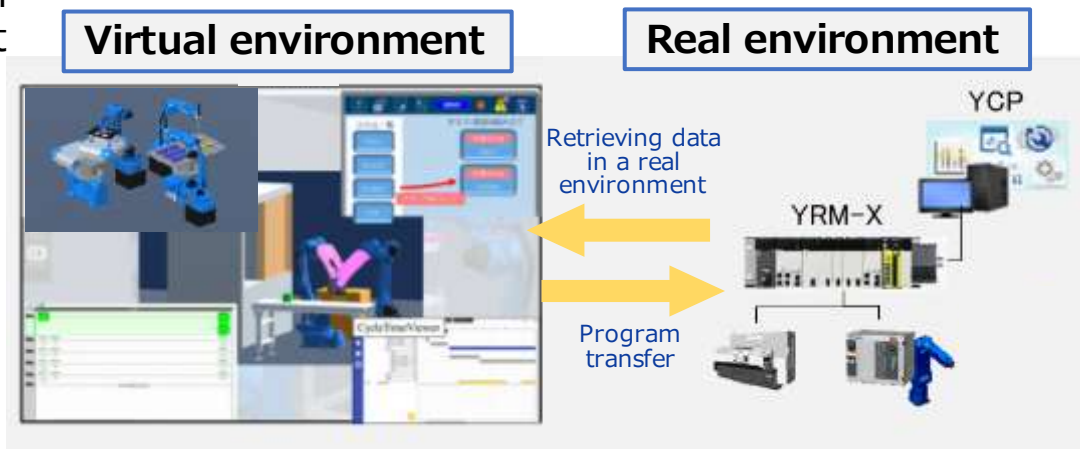 Virtual environment
Real environment
YCP
Retrieving data
in a real
environment
YRM-X
CycleTimeViewer
Program
transfer